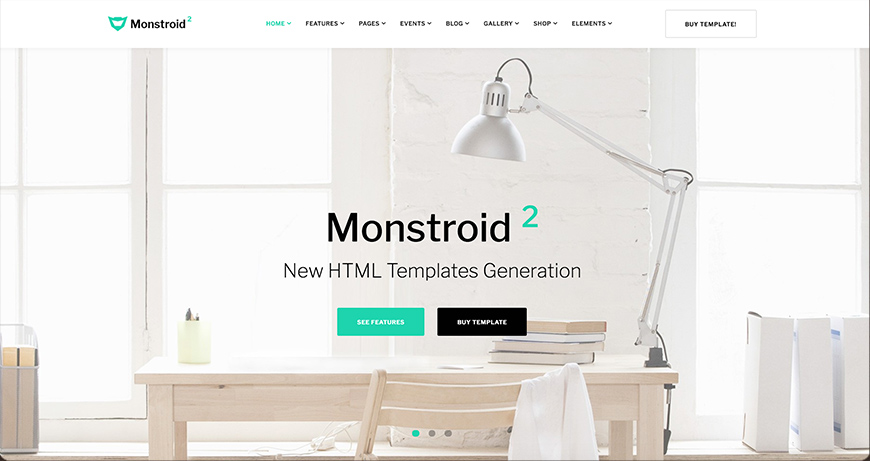 Monstroid 2
HOME FEATURES PAGES EVENTS BLOG GALLERY SHOP ELEMENTS
BUY TEMPLATE!
Monstroid 2
New HTML Templates Generation
SEE FEATURES
BUY TEMPLATE